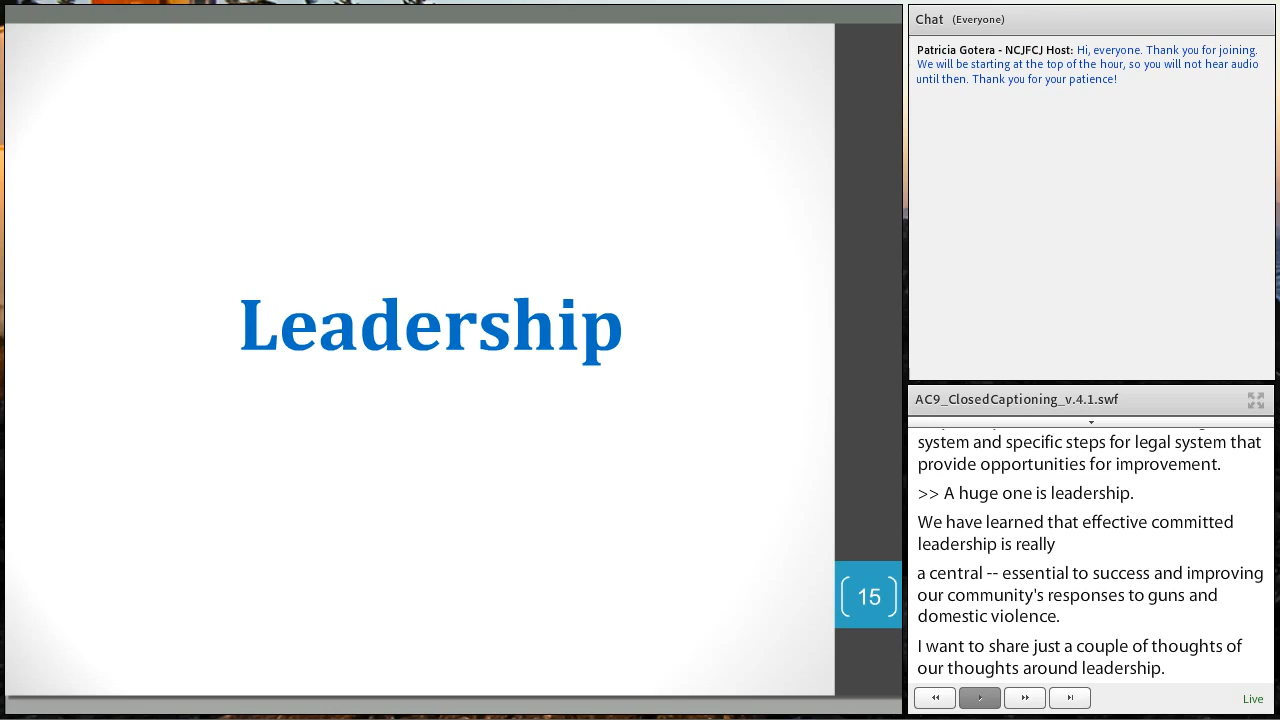 Leadership
15
Chat (Everyone)
Patricia Gotera - NCJFCJ Host: Hi, everyone. Thank you for joining.
We will be starting at the top of the hour, so you will not hear audio
until then. Thank you for your patience!
AC9_ClosedCaptioning_v.4.1.swf
system and specific steps for legal system that
provide opportunities for improvement.
>> A huge one is leadership.
We have learned that effective committed
leadership is really
a central -- essential to success and improving
our community's responses to guns and
domestic violence.
I want to share just a couple of thoughts of
our thoughts around leadership.
Live